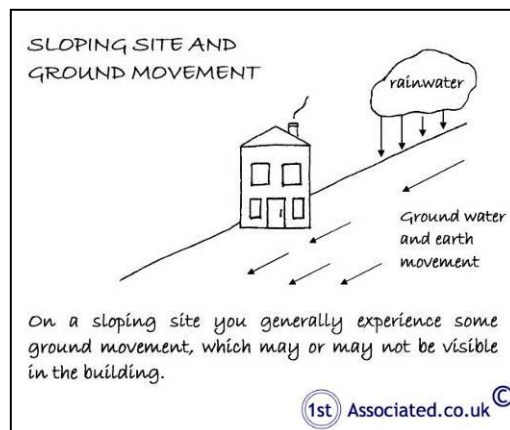 SLOPING SITE AND
GROUND MOVEMENT
rainwater
Ground water
and earth
movement
On a sloping site you generally experience some
ground movement, which may or may not be visible
in the building.
1st Associated.co.uk ©